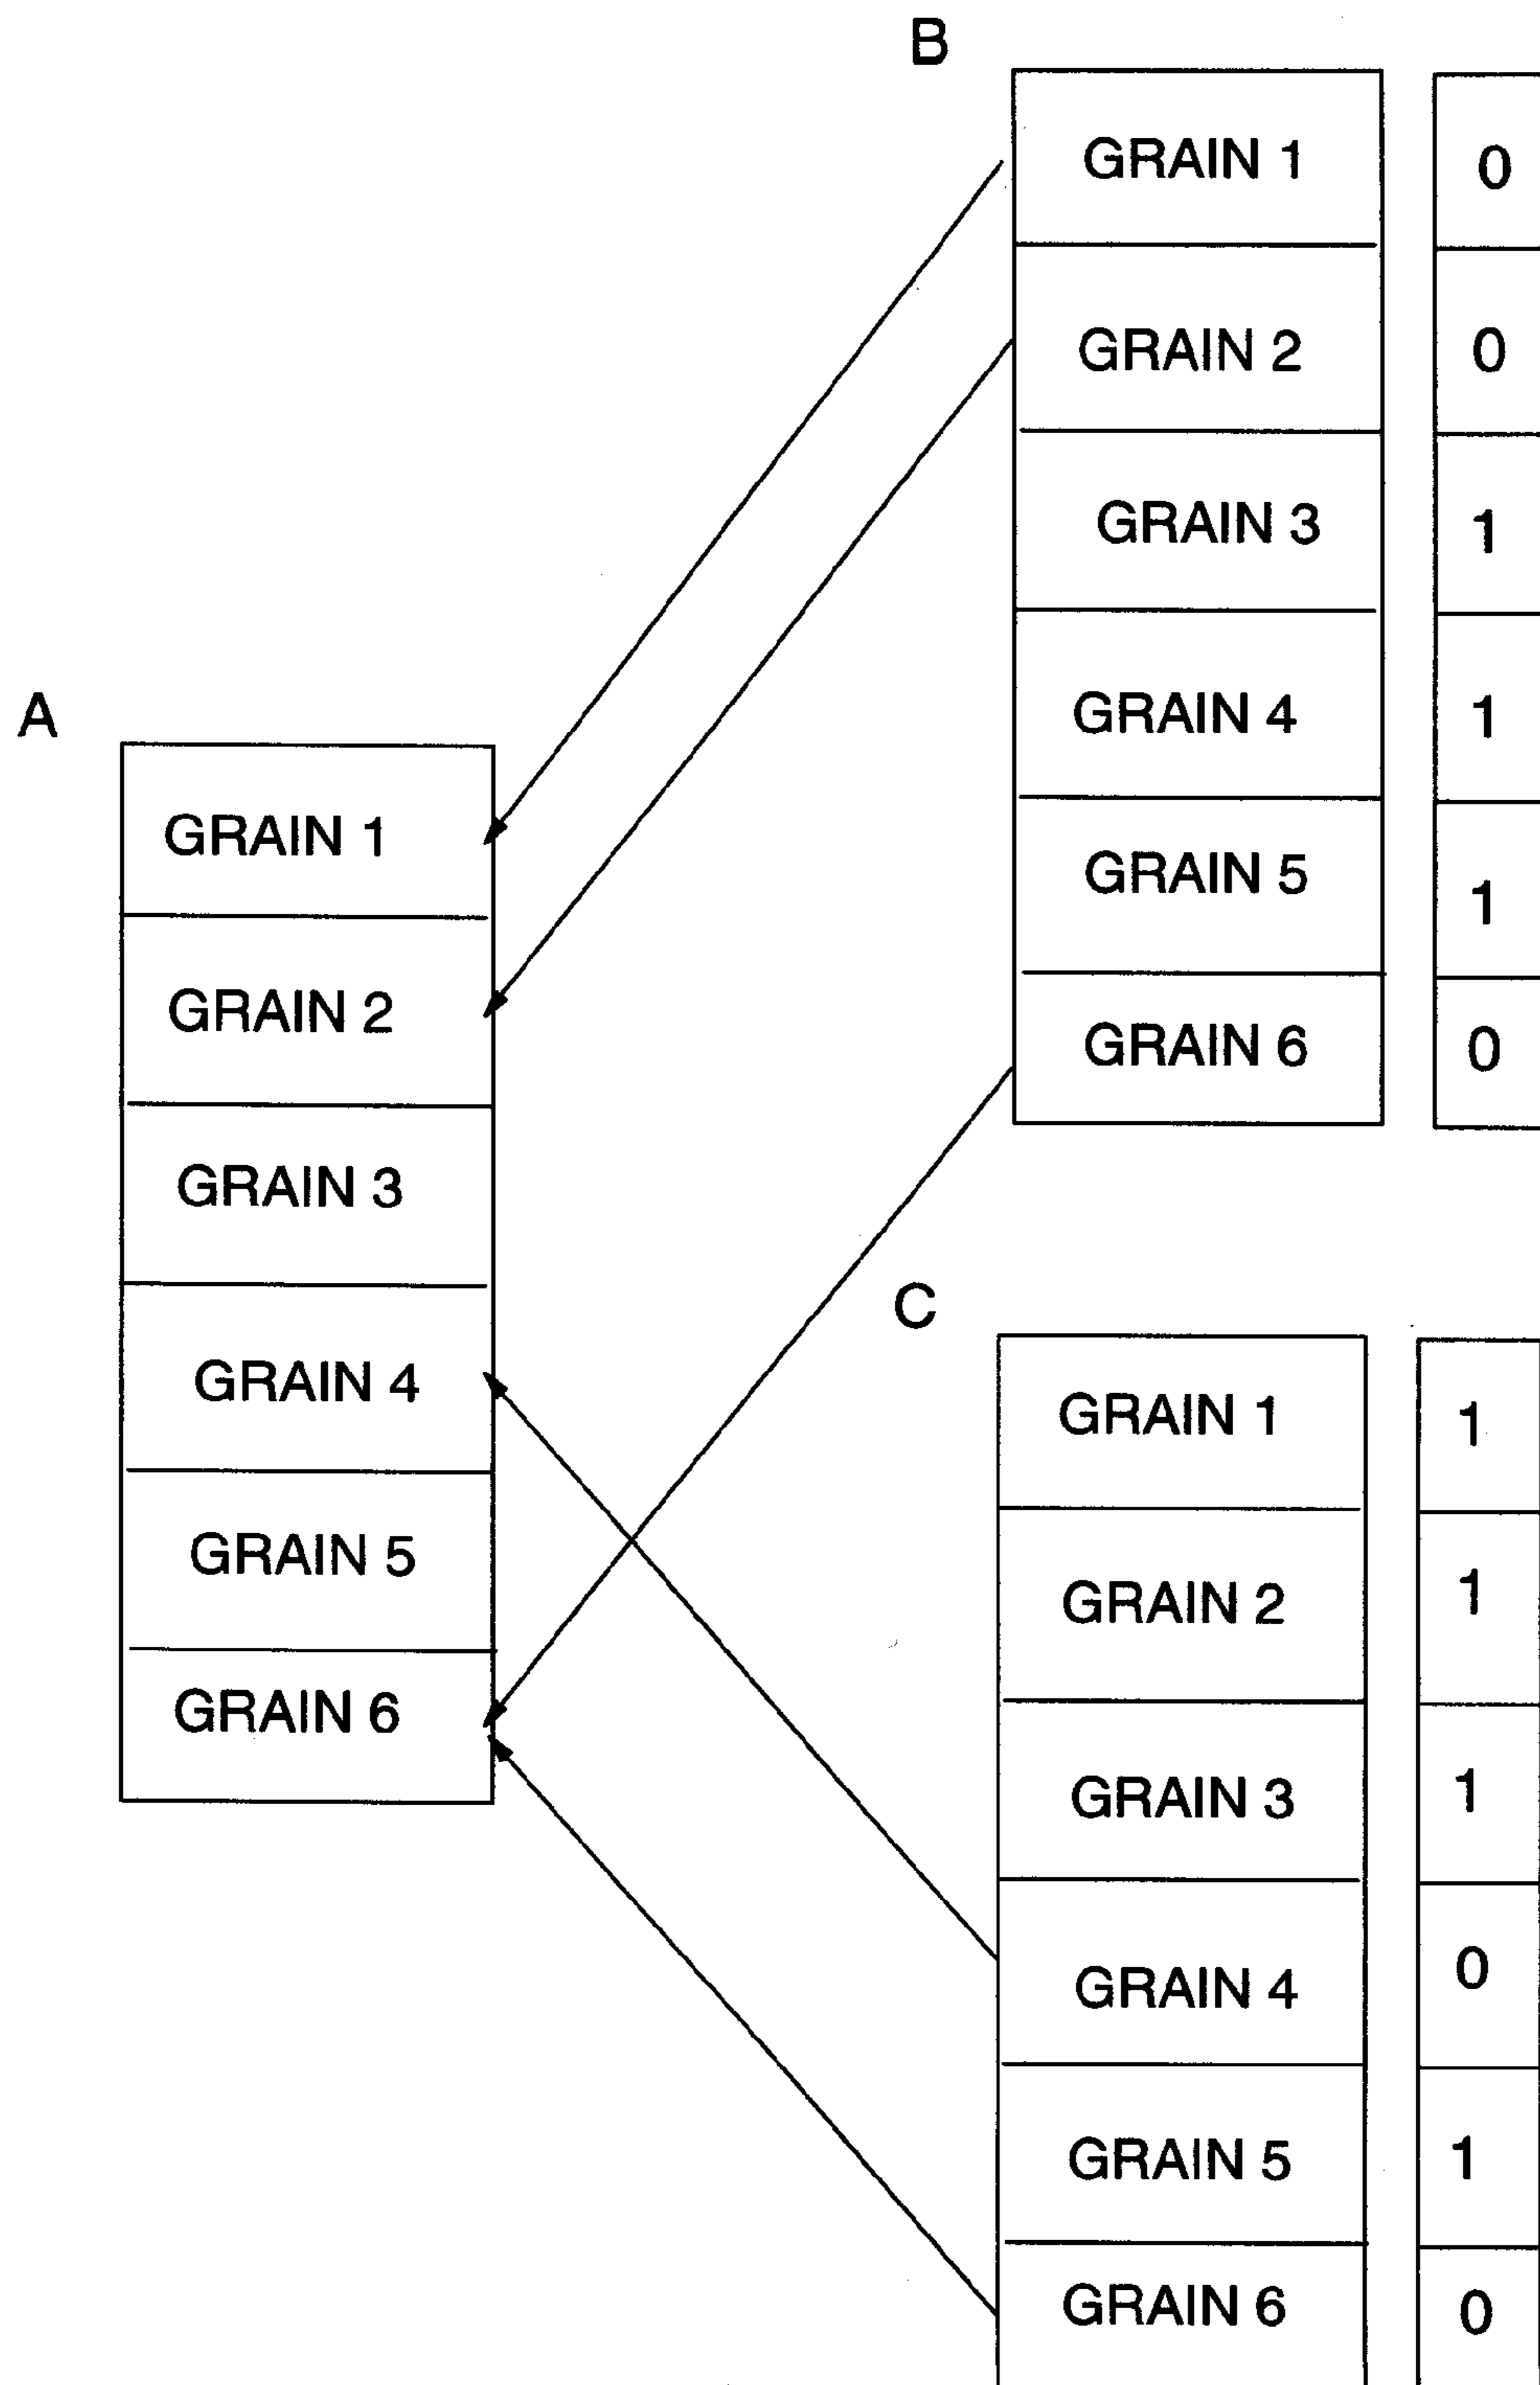 B
GRAIN 1 0
GRAIN 2 0
GRAIN 3 1
GRAIN 4 1
GRAIN 5 1
GRAIN 6 0
A
GRAIN 1
GRAIN 2
GRAIN 3
GRAIN 4
GRAIN 5
GRAIN 6
C
GRAIN 1 1
GRAIN 2 1
GRAIN 3 1
GRAIN 4 0
GRAIN 5 1
GRAIN 6 0